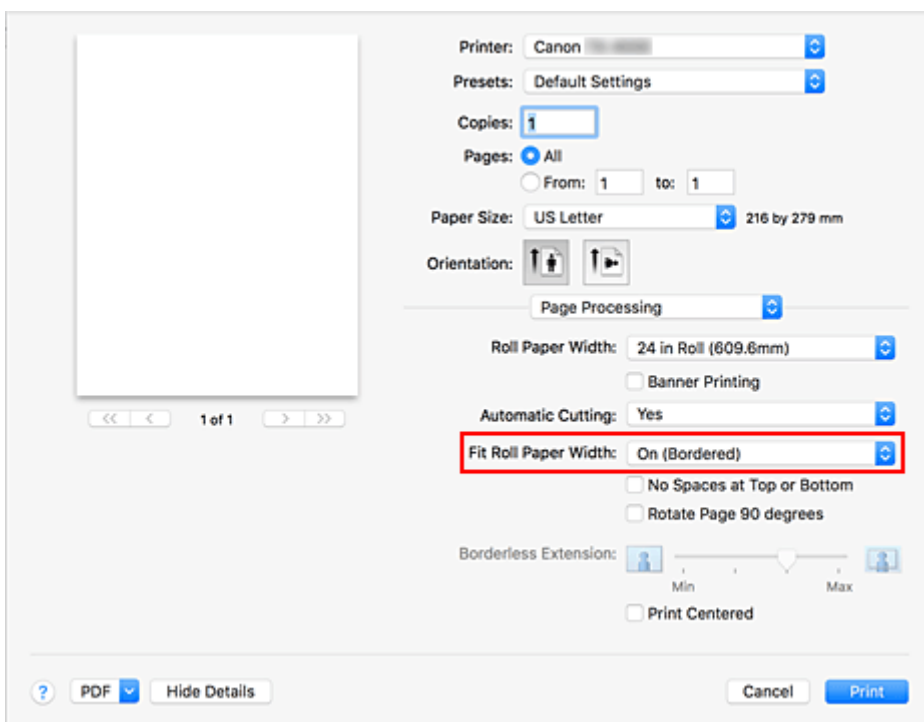 Printer: Canon
Presets: Default Settings
Copies: 1
Pages: All
From: 1 to: 1
Paper Size: US Letter 216 by 279 mm
Orientation:
Page Processing
Roll Paper Width: 24 in Roll (609.6mm)
Banner Printing
1 of 1
Automatic Cutting: Yes
Fit Roll Paper Width: On (Bordered)
No Spaces at Top or Bottom
Rotate Page 90 degrees
Borderless Extension:
Min Max
Print Centered
? PDF Hide Details Cancel Print